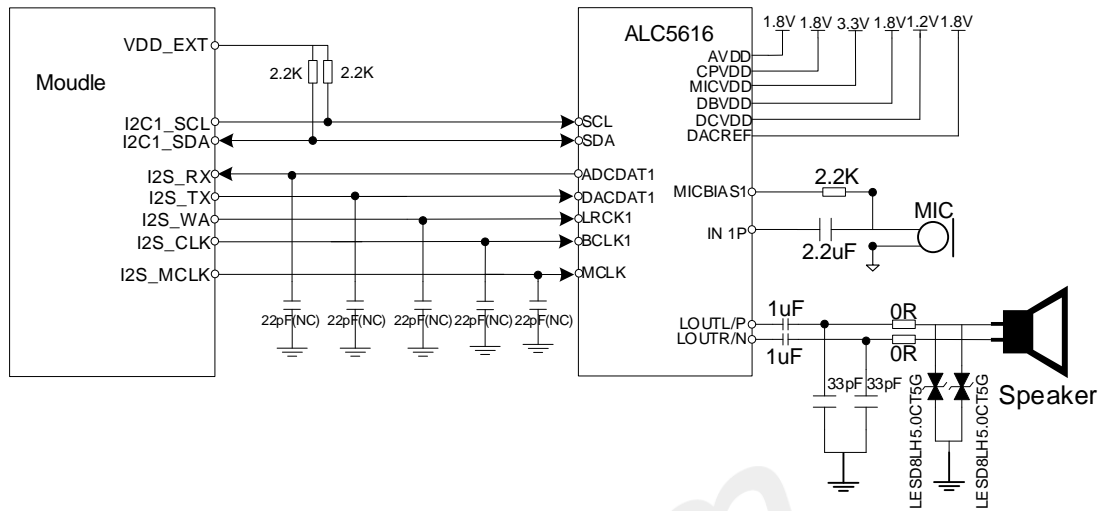 Moudle
VDD_EXT
2.2K
2.2K
I2C1_SCL
I2C1_SDA
I2S_RX
I2S_TX
I2S_WA
I2S_CLK
I2S_MCLK
22pF(NC)
22pF(NC)
22pF(NC)
22pF(NC)
22pF(NC)
ALC5616
SCL
SDA
ADCDAT1
DACDAT1
LRCK1
BCLK1
MCLK
1.8V
1.8V
3.3V
1.8V
1.2V
1.8V
AVDD
CPVDD
MICVDD
DBVDD
DCVDD
DACREF
MICBIAS1
2.2K
MIC
IN 1P
2.2uF
LOUTL/P
LOUTR/N
1uF
1uF
0R
0R
33pF
33pF
LESD8LH5.0CT5G
LESD8LH5.0CT5G
Speaker